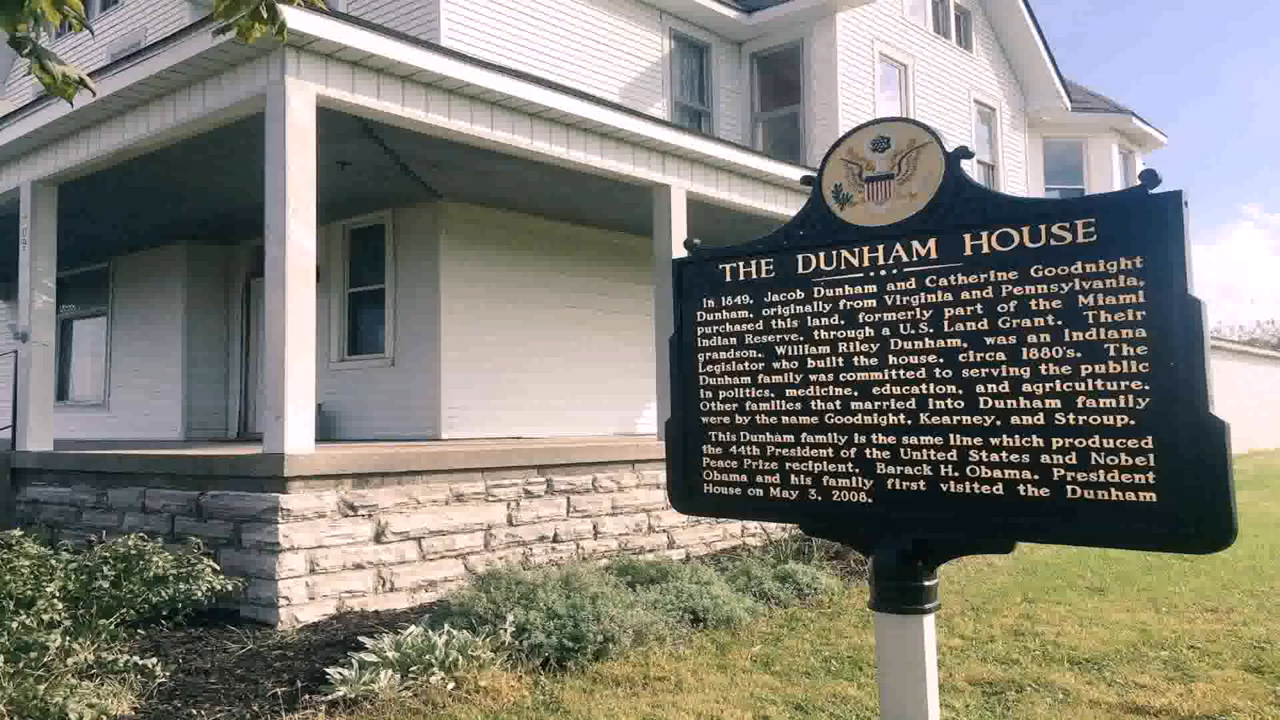 THE DUNHAM HOUSE
In 1849, Jacob Dunham and Catherine Goodnight
Dunham, originally from Virginia and Pennsylvania,
purchased this land, formerly part of the Miami
Indian Reserve, through a U.S. Land Grant. Their
grandson, William Riley Dunham, was an Indiana
Legislator who built the house, circa 1880's. The
Dunham family was committed to serving the public
in politics, medicine, education, and agriculture.
Other families that married into Dunham family
were by the name Goodnight, Kearney, and Stroup.
This Dunham family is the same line which produced
the 44th President of the United States and Nobel
Peace Prize recipient, Barack H. Obama. President
Obama and his family first visited the Dunham
House on May 3, 2008.